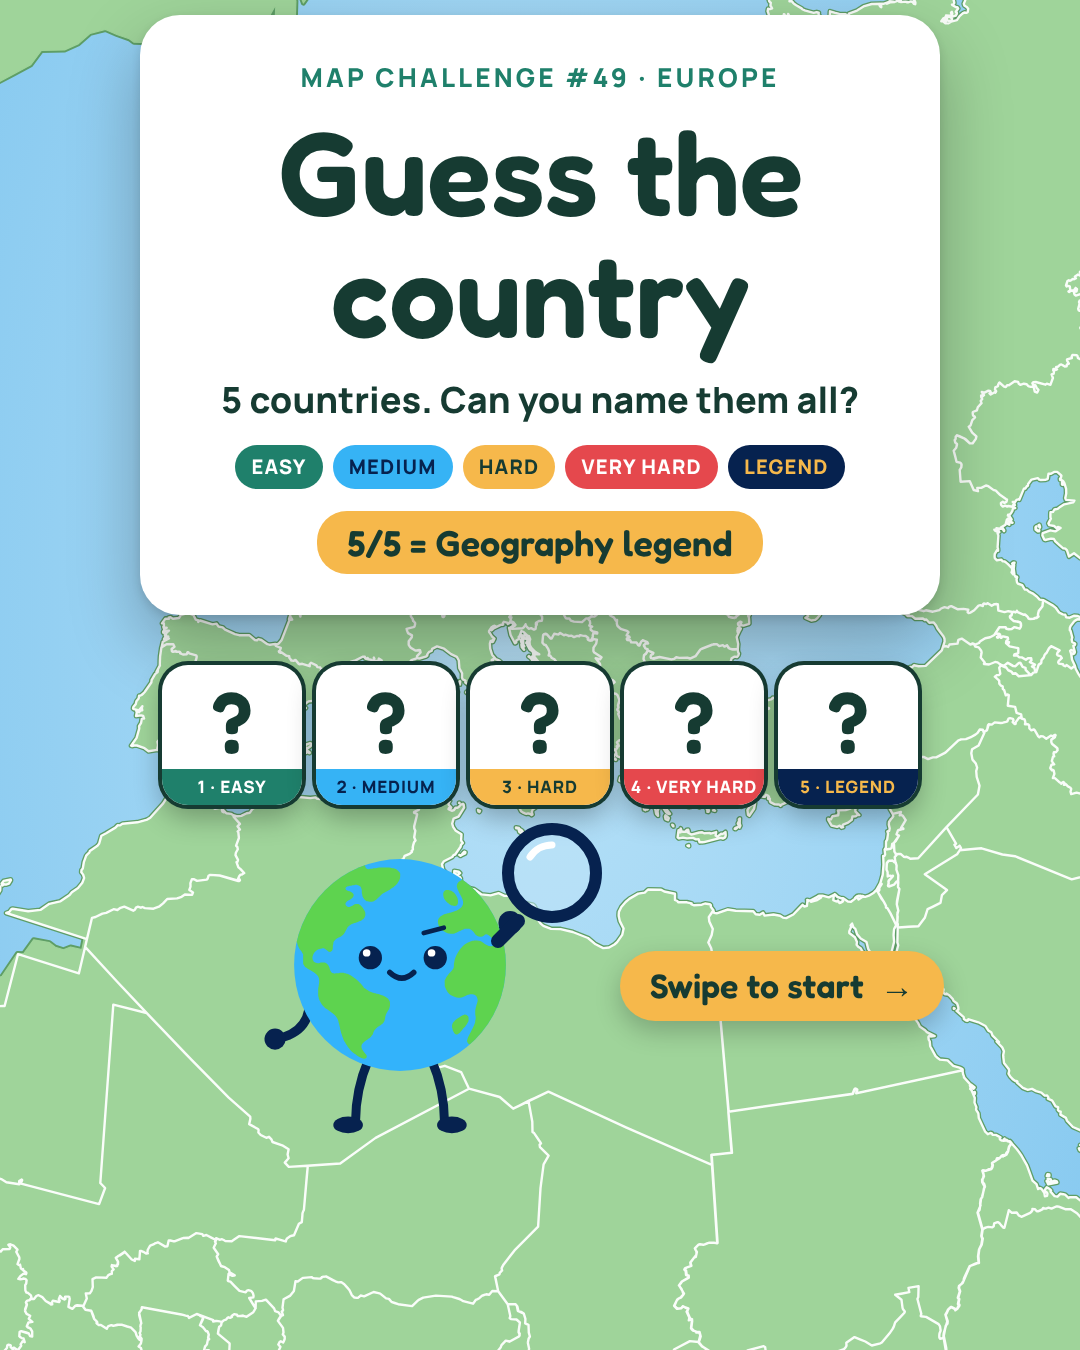 MAP CHALLENGE #49 · EUROPE
Guess the
country
5 countries. Can you name them all?
EASY MEDIUM HARD VERY HARD LEGEND
5/5 = Geography legend
? ? ? ? ?
1 · EASY 2 · MEDIUM 3 · HARD 4 · VERY HARD 5 · LEGEND
Swipe to start →